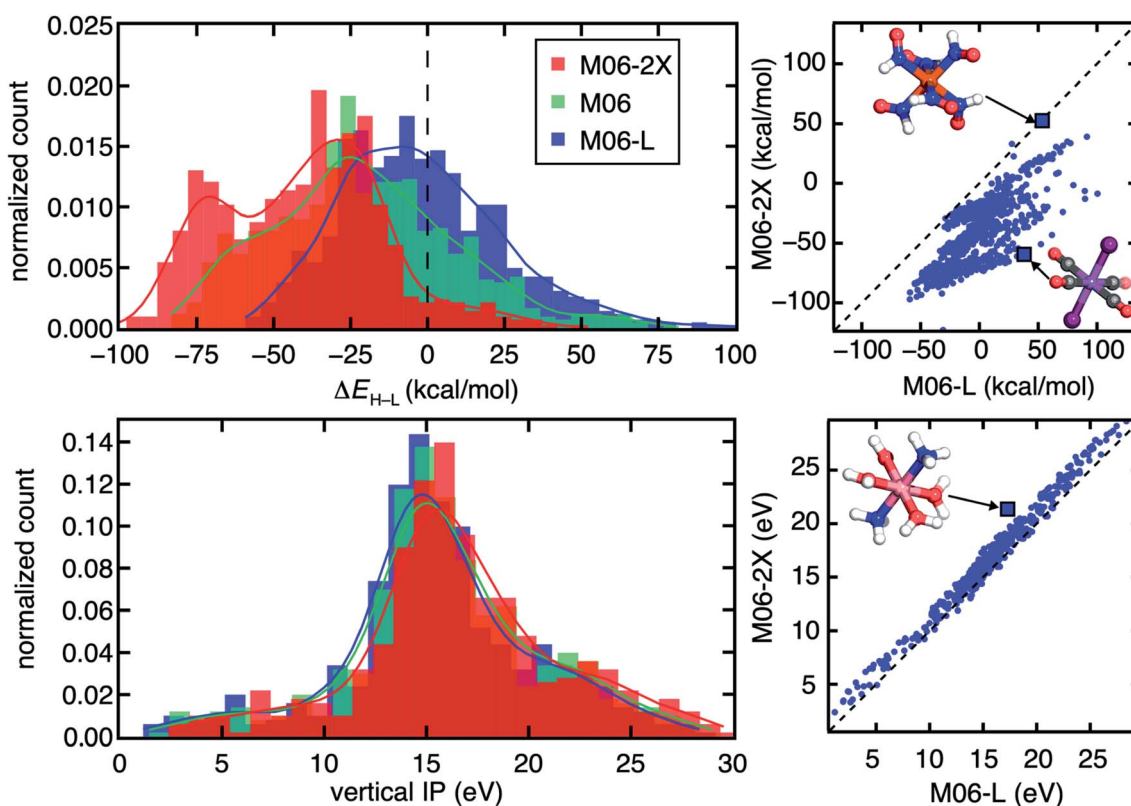 0.025
0.020
0.015
0.010
0.005
0.000
normalized count
M06-2X
M06
M06-L
−100 −75 −50 −25 0 25 50 75 100
ΔE_H–L (kcal/mol)
100
50
0
−50
−100
M06-2X (kcal/mol)
−100 −50 0 50 100
M06-L (kcal/mol)
0.14
0.12
0.10
0.08
0.06
0.04
0.02
0.00
normalized count
0 5 10 15 20 25 30
vertical IP (eV)
25
20
15
10
5
M06-2X (eV)
5 10 15 20 25
M06-L (eV)